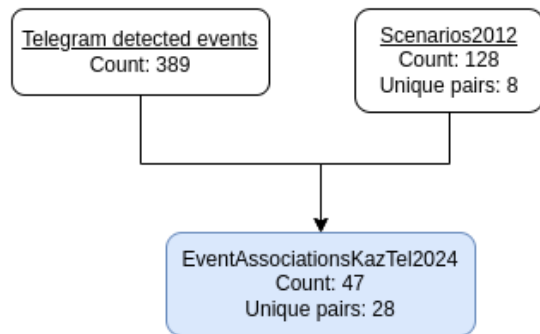 Telegram detected events
Count: 389
Scenarios2012
Count: 128
Unique pairs: 8
EventAssociationsKazTel2024
Count: 47
Unique pairs: 28